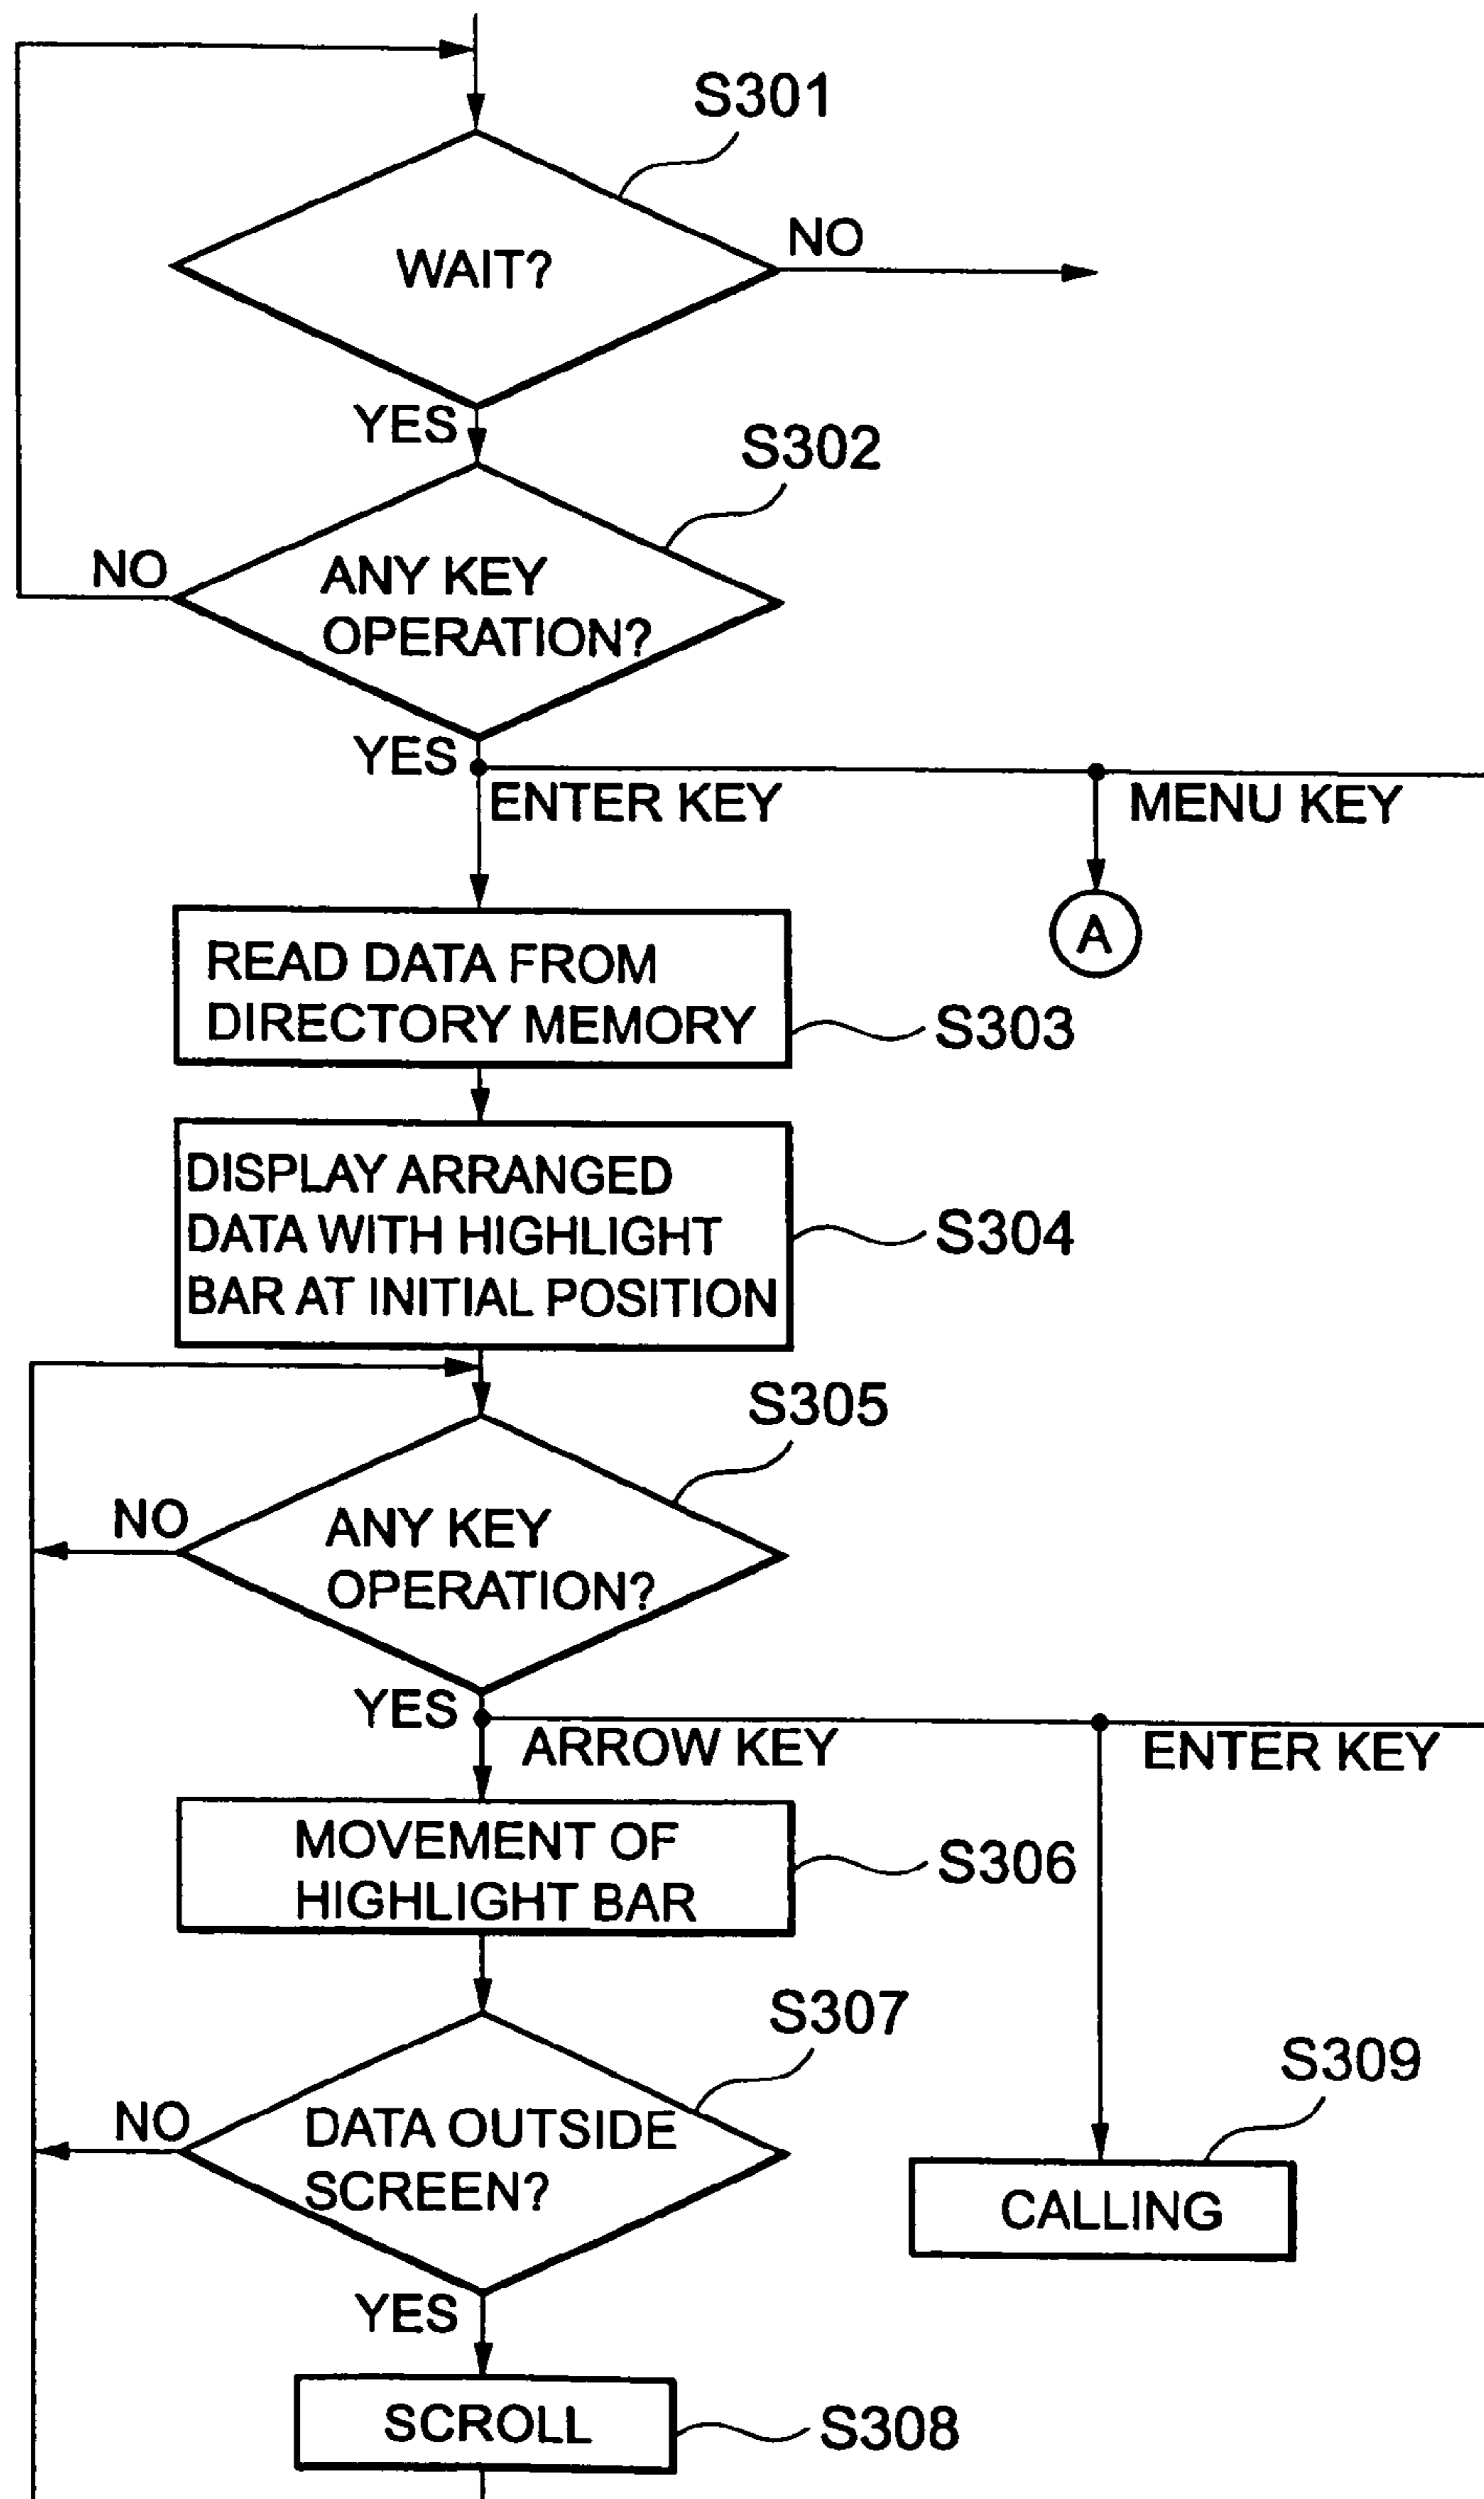 S301
WAIT?
NO
YES
S302
NO
ANY KEY
OPERATION?
YES
ENTER KEY
MENU KEY
A
READ DATA FROM
DIRECTORY MEMORY
S303
DISPLAY ARRANGED
DATA WITH HIGHLIGHT
BAR AT INITIAL POSITION
S304
S305
NO
ANY KEY
OPERATION?
YES
ARROW KEY
ENTER KEY
MOVEMENT OF
HIGHLIGHT BAR
S306
S307
S309
NO
DATA OUTSIDE
SCREEN?
CALLING
YES
SCROLL
S308